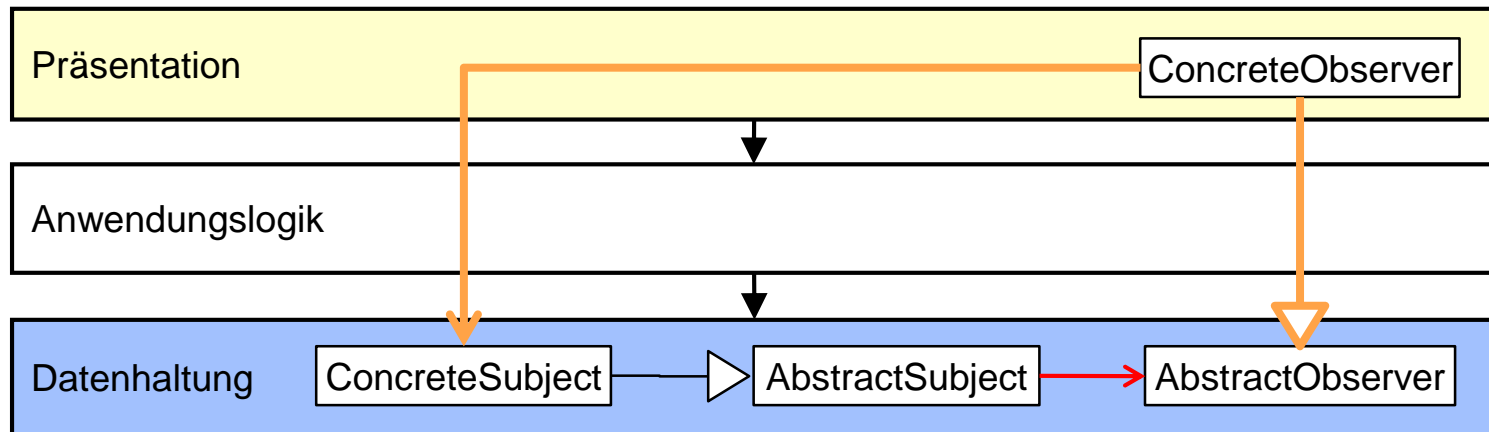 Präsentation
ConcreteObserver
Anwendungslogik
Datenhaltung
ConcreteSubject
AbstractSubject
AbstractObserver